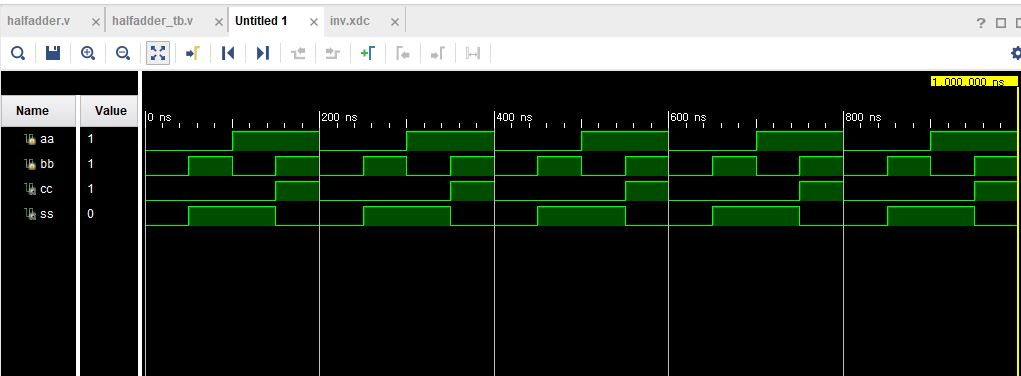 halfadder.v × halfadder_tb.v × Untitled 1 × inv.xdc ×
?
1,000.000 ns
Name Value
0 ns 200 ns 400 ns 600 ns 800 ns
aa 1
bb 1
cc 1
ss 0